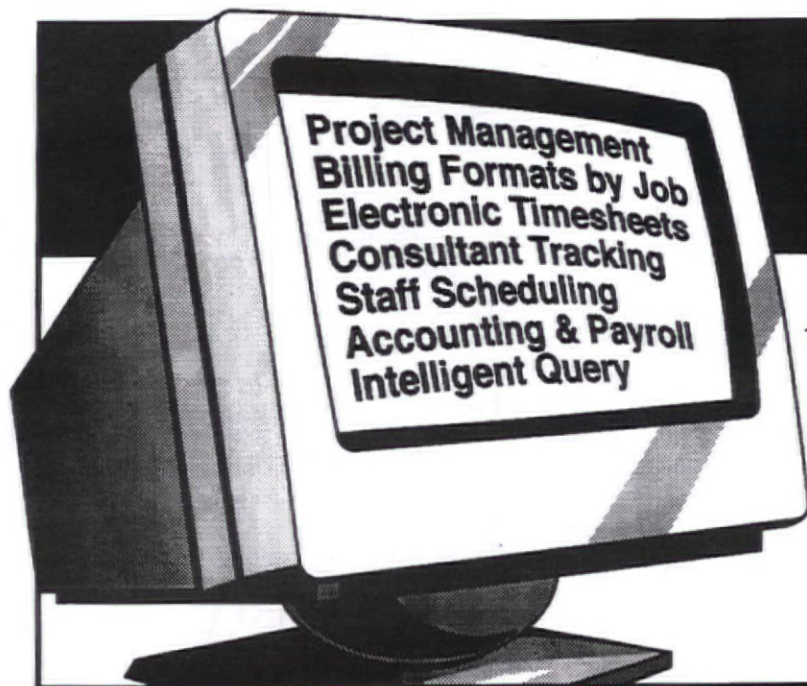 Project Management
Billing Formats by Job
Electronic Timesheets
Consultant Tracking
Staff Scheduling
Accounting & Payroll
Intelligent Query